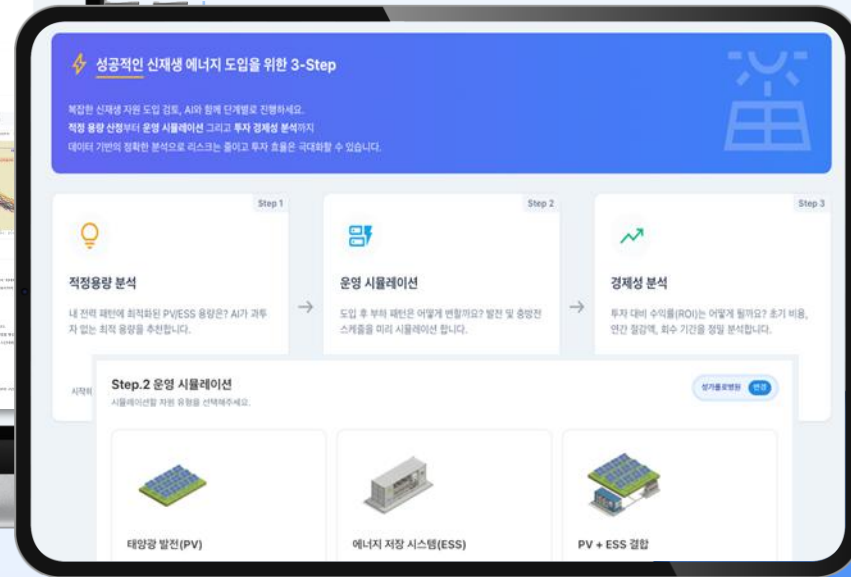 성공적인 신재생 에너지 도입을 위한 3-Step
복잡한 신재생 자원 도입 검토, AI와 함께 단계별로 진행하세요.
적정 용량 산정부터 운영 시뮬레이션 그리고 투자 경제성 분석까지
데이터 기반의 정확한 분석으로 리스크는 줄이고 투자 효율은 극대화할 수 있습니다.
Step 1
적정용량 분석
내 전력 패턴에 최적화된 PV/ESS 용량은? AI가 과투
자 없는 최적 용량을 추천합니다.
Step 2
운영 시뮬레이션
도입 후 부하 패턴은 어떻게 변할까요? 발전 및 충방전
스케줄을 미리 시뮬레이션 합니다.
Step 3
경제성 분석
투자 대비 수익률(ROI)는 어떻게 될까요? 초기 비용,
연간 절감액, 회수 기간을 정밀 분석합니다.
Step.2 운영 시뮬레이션
시뮬레이션할 자원 유형을 선택해주세요.
성가롤로병원 변경
태양광 발전(PV)
에너지 저장 시스템(ESS)
PV + ESS 결합